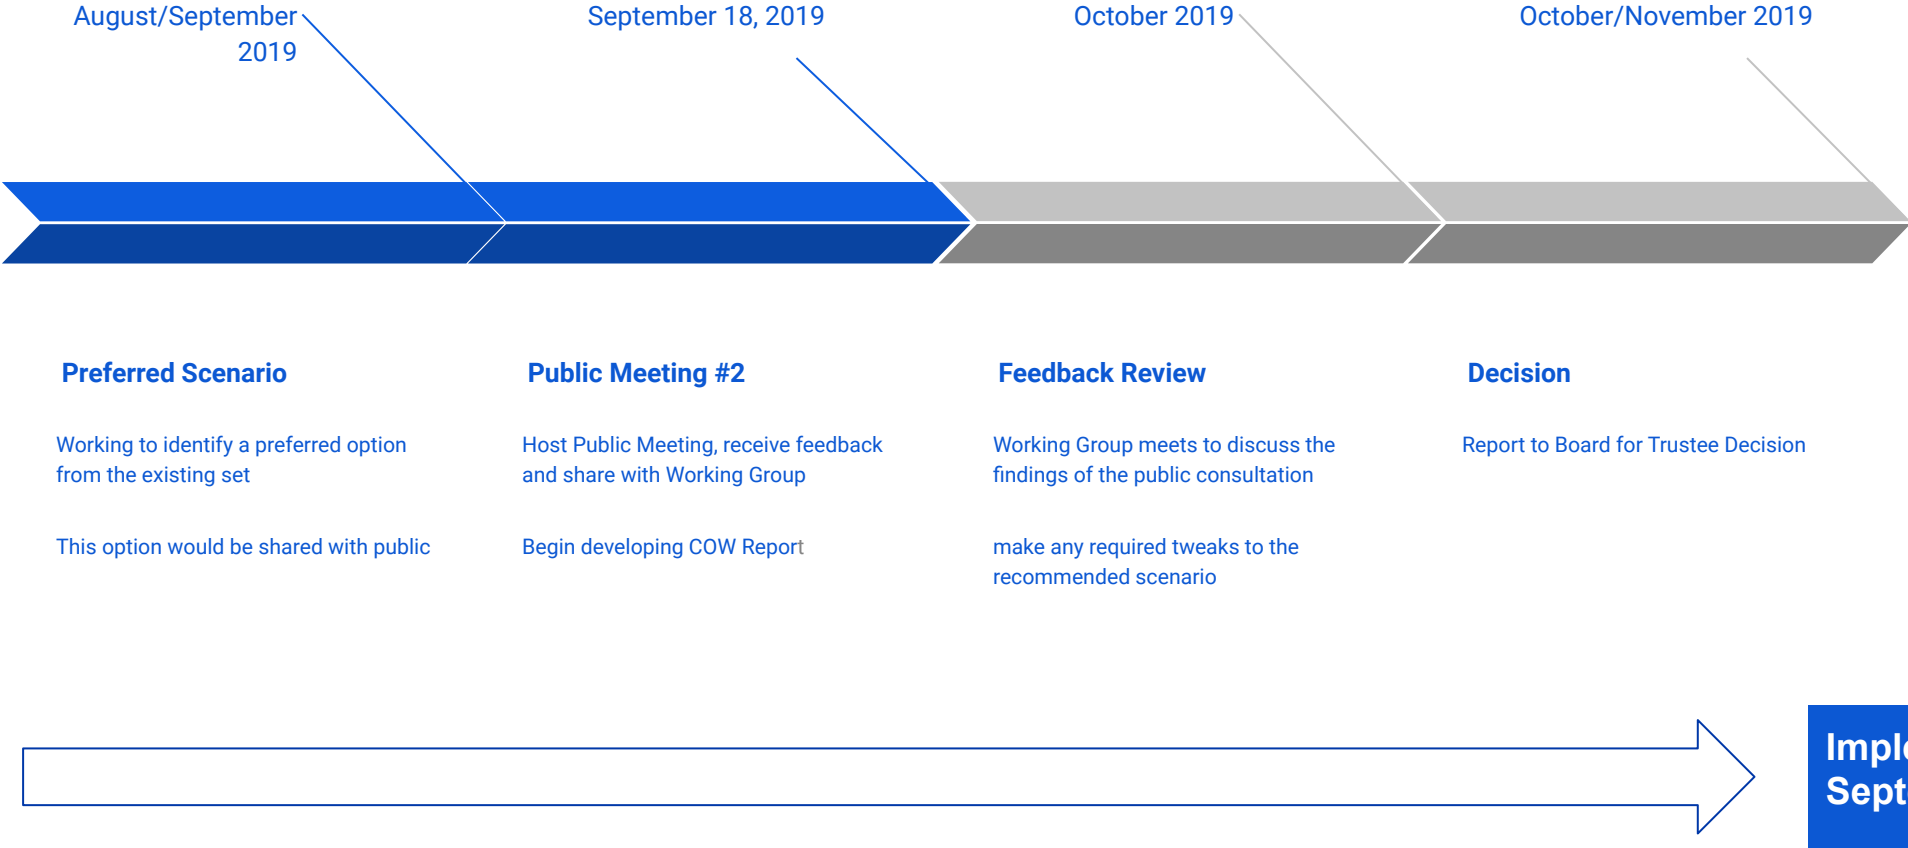 August/September
2019
September 18, 2019
October 2019
October/November 2019
Preferred Scenario
Working to identify a preferred option
from the existing set
This option would be shared with public
Public Meeting #2
Host Public Meeting, receive feedback
and share with Working Group
Begin developing COW Report
Feedback Review
Working Group meets to discuss the
findings of the public consultation
make any required tweaks to the
recommended scenario
Decision
Report to Board for Trustee Decision